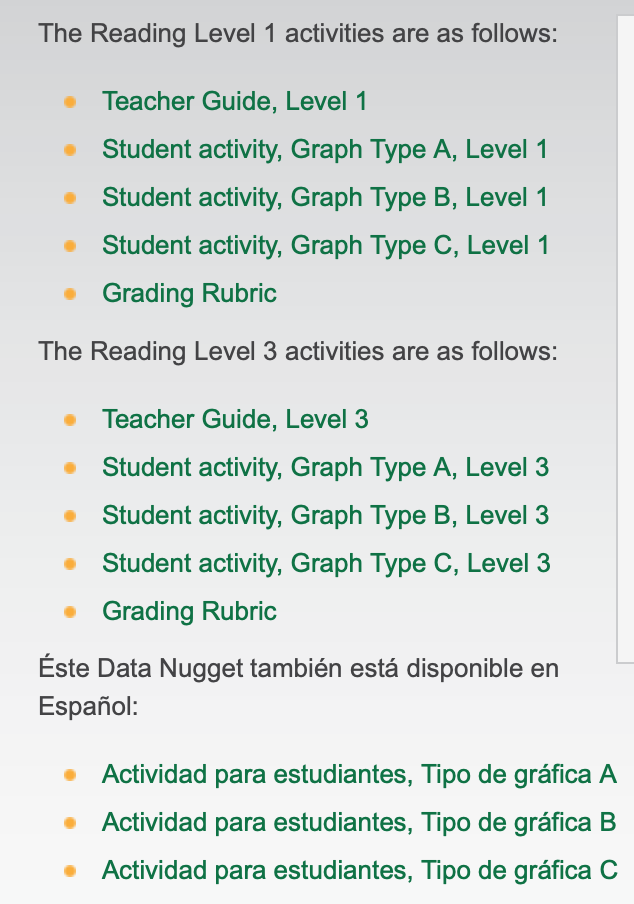 The Reading Level 1 activities are as follows:
Teacher Guide, Level 1
Student activity, Graph Type A, Level 1
Student activity, Graph Type B, Level 1
Student activity, Graph Type C, Level 1
Grading Rubric
The Reading Level 3 activities are as follows:
Teacher Guide, Level 3
Student activity, Graph Type A, Level 3
Student activity, Graph Type B, Level 3
Student activity, Graph Type C, Level 3
Grading Rubric
Éste Data Nugget también está disponible en
Español:
Actividad para estudiantes, Tipo de gráfica A
Actividad para estudiantes, Tipo de gráfica B
Actividad para estudiantes, Tipo de gráfica C